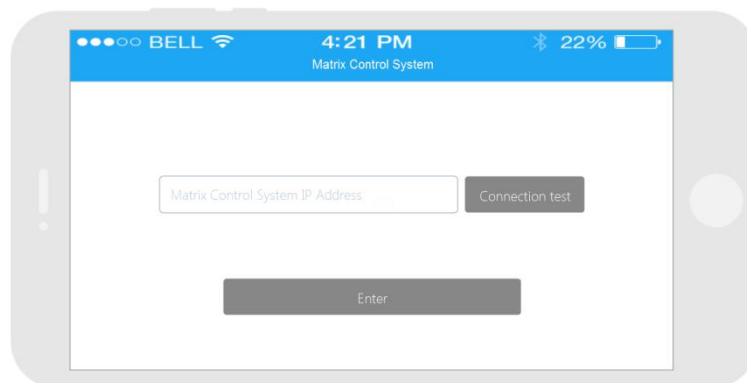 BELL 4:21 PM 22%
Matrix Control System
Matrix Control System IP Address Connection test
Enter